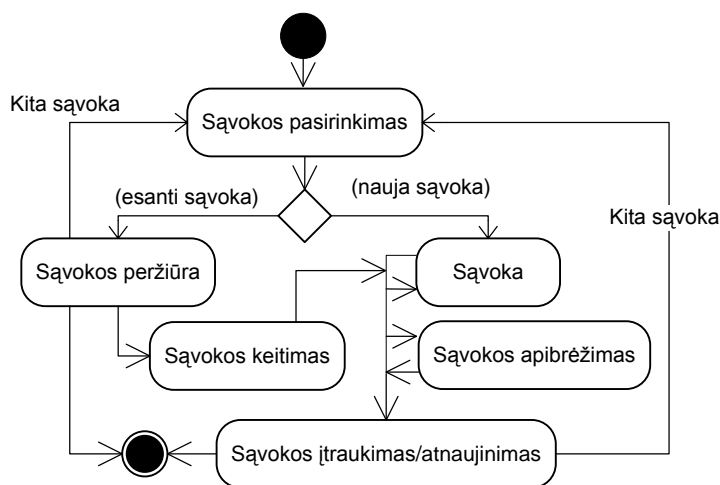 Kita sąvoka
Sąvokos pasirinkimas
(esanti sąvoka)
(nauja sąvoka)
Kita sąvoka
Sąvokos peržiūra
Sąvoka
Sąvokos keitimas
Sąvokos apibrėžimas
Sąvokos įtraukimas/atnaujinimas